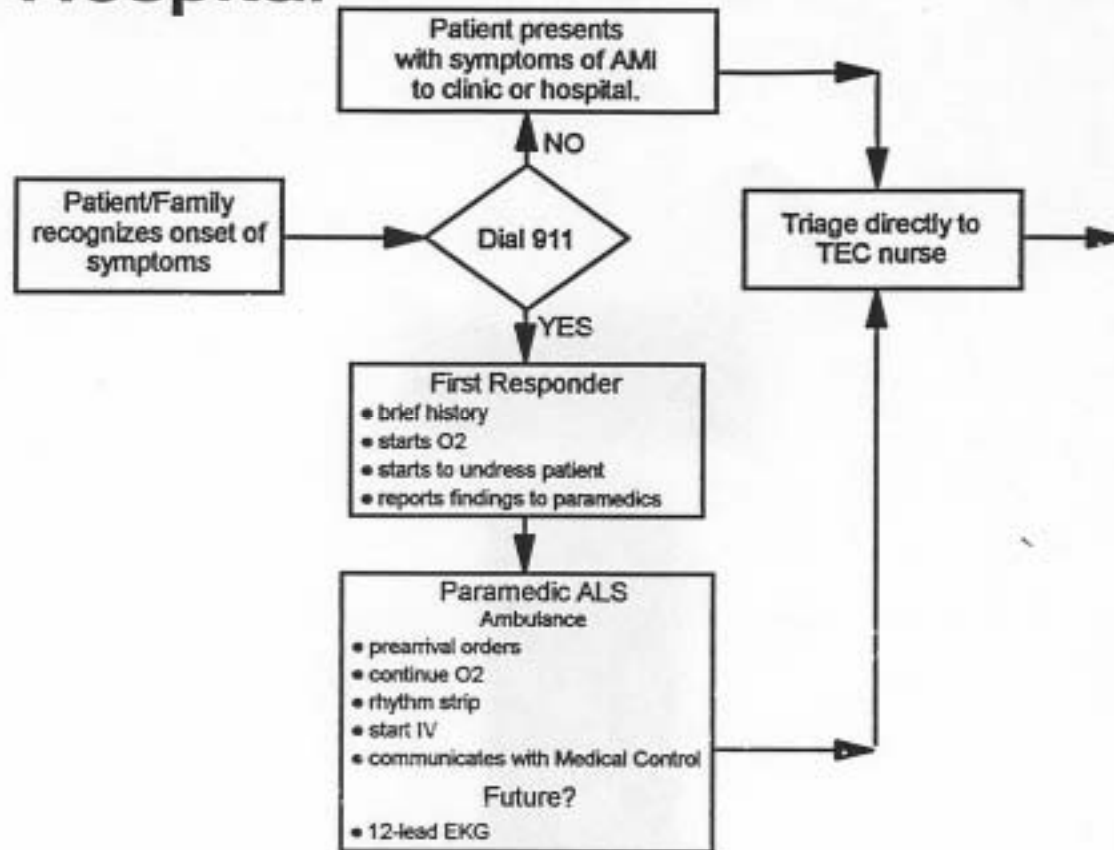 Hospital
Patient presents
with symptoms of AMI
to clinic or hospital.
NO
Patient/Family
recognizes onset of
symptoms
Dial 911
Triage directly to
TEC nurse
YES
First Responder
• brief history
• starts O2
• starts to undress patient
• reports findings to paramedics
Paramedic ALS
Ambulance
• prearrival orders
• continue O2
• rhythm strip
• start IV
• communicates with Medical Control
Future?
• 12-lead EKG